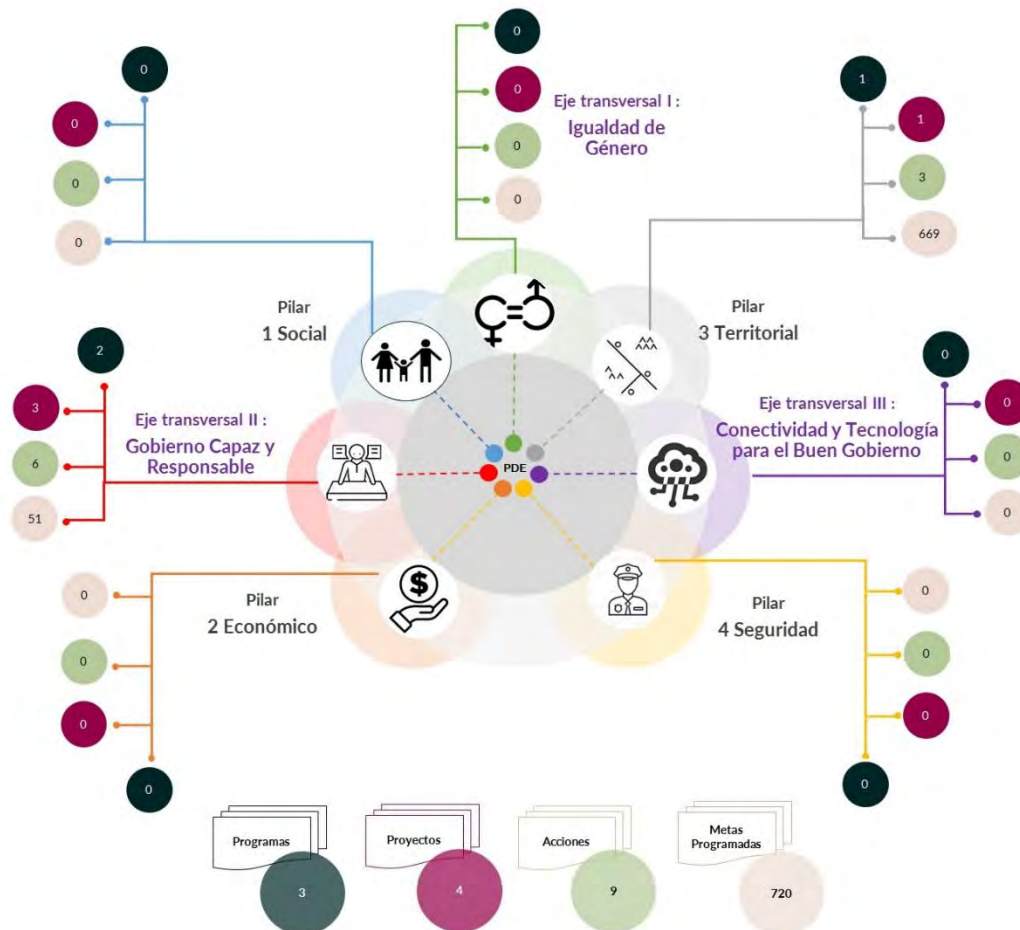 0
0
0
0
0
0
0
0
Eje transversal I :
Igualdad de
Género
1
1
3
669
Pilar
1 Social
Pilar
3 Territorial
2
3
6
51
Eje transversal II :
Gobierno Capaz y
Responsable
PDE
Eje transversal III :
Conectividad y Tecnología
para el Buen Gobierno
0
0
0
0
0
0
0
0
Pilar
2 Económico
$
Pilar
4 Seguridad
0
0
0
0
Programas
3
Proyectos
4
Acciones
9
Metas
Programadas
720